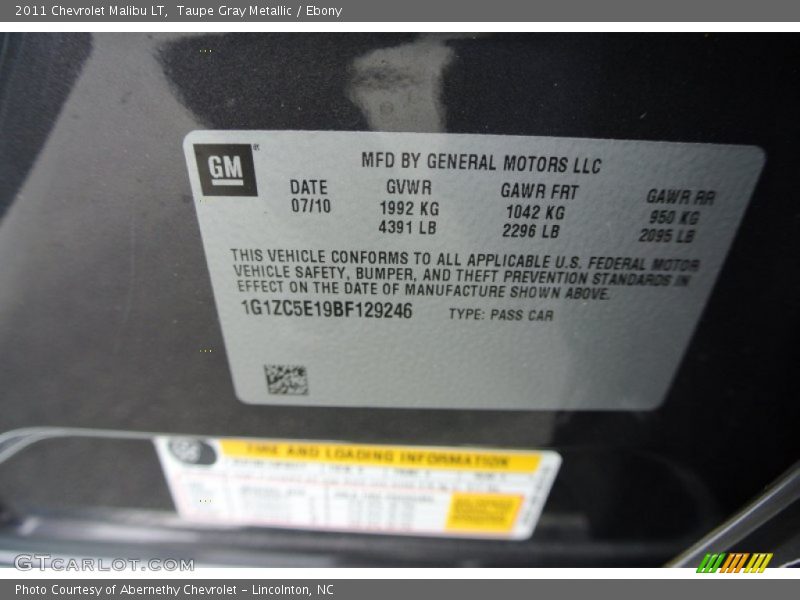 2011 Chevrolet Malibu LT, Taupe Gray Metallic / Ebony
GM
MFD BY GENERAL MOTORS LLC
DATE GVWR GAWR FRT GAWR RR
07/10 1992 KG 1042 KG 950 KG
4391 LB 2296 LB 2095 LB
THIS VEHICLE CONFORMS TO ALL APPLICABLE U.S. FEDERAL MOTOR
VEHICLE SAFETY, BUMPER, AND THEFT PREVENTION STANDARDS IN
EFFECT ON THE DATE OF MANUFACTURE SHOWN ABOVE.
1G1ZC5E19BF129246 TYPE: PASS CAR
TIRE AND LOADING INFORMATION
GTCARLOT.COM
Photo Courtesy of Abernethy Chevrolet - Lincolnton, NC